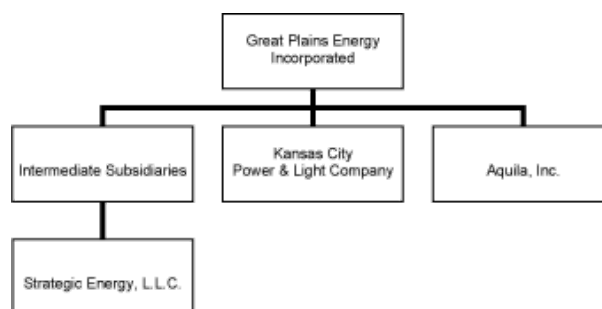 Great Plains Energy
Incorporated
Intermediate Subsidiaries
Kansas City
Power & Light Company
Aquila, Inc.
Strategic Energy, L.L.C.